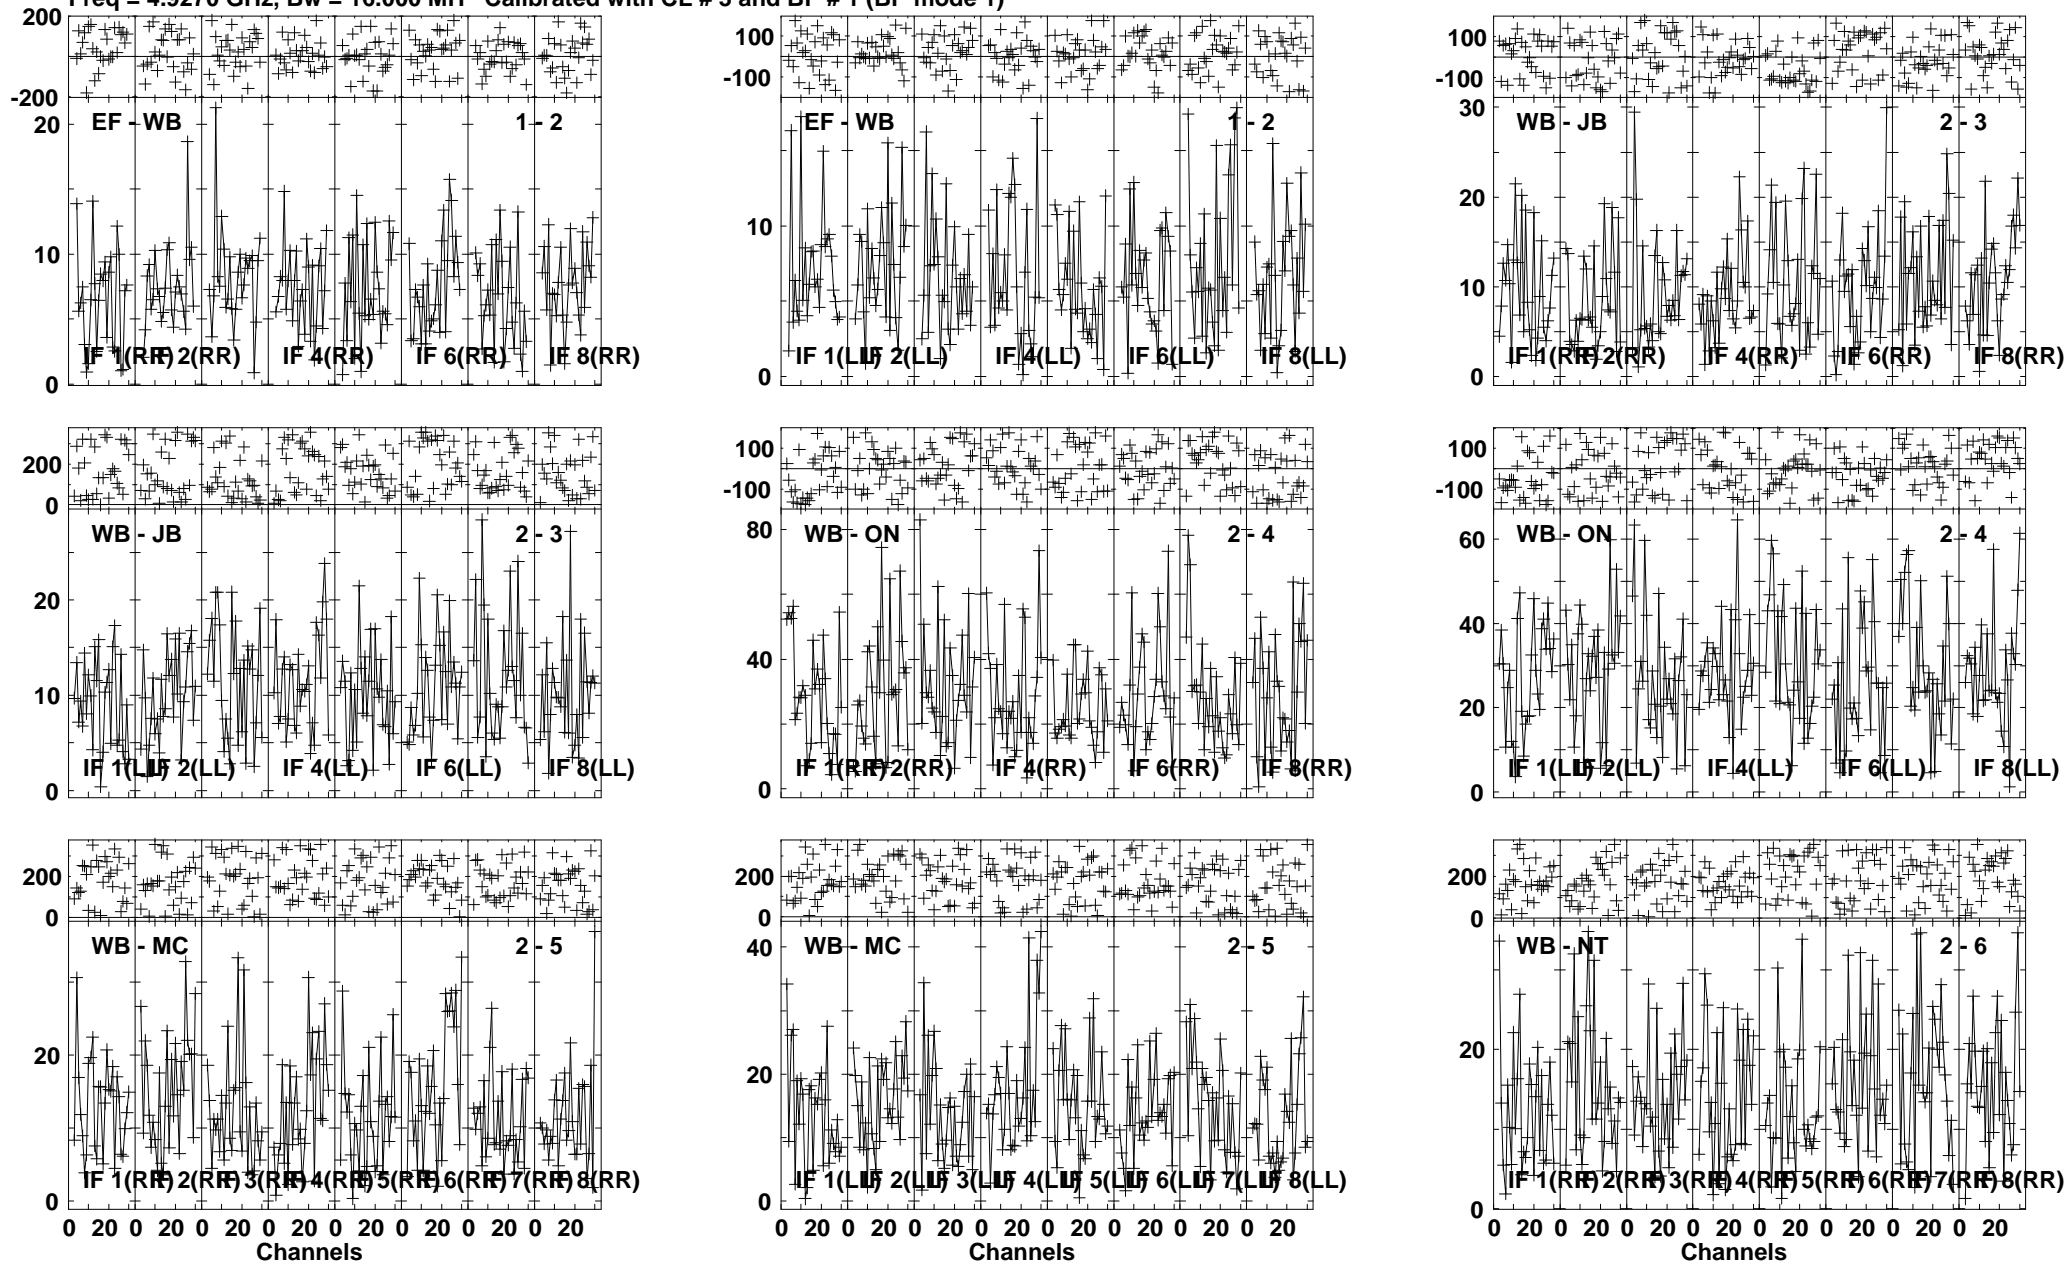 Calibrated with CL # 3 and BP # 1 (BP mode 1)
200
-200
20
10
0
EF - WB 1 - 2
IF 1(RR) IF 2(RR) IF 4(RR) IF 6(RR) IF 8(RR)
100
-100
10
0
EF - WB 1 - 2
IF 1(LL) IF 2(LL) IF 4(LL) IF 6(LL) IF 8(LL)
100
-100
30
20
10
0
WB - JB 2 - 3
IF 1(RR) IF 2(RR) IF 4(RR) IF 6(RR) IF 8(RR)
200
0
20
10
0
WB - JB 2 - 3
IF 1(LL) IF 2(LL) IF 4(LL) IF 6(LL) IF 8(LL)
100
-100
80
40
0
WB - ON 2 - 4
IF 1(RR) IF 2(RR) IF 4(RR) IF 6(RR) IF 8(RR)
100
-100
60
40
20
0
WB - ON 2 - 4
IF 1(LL) IF 2(LL) IF 4(LL) IF 6(LL) IF 8(LL)
200
0
20
0
WB - MC 2 - 5
IF 1(RR) IF 2(RR) IF 3(RR) IF 4(RR) IF 5(RR) IF 6(RR) IF 7(RR) IF 8(RR)
0 20 0 20 0 20 0 20 0 20 0 20 0 20 0 20
Channels
200
0
40
20
0
WB - MC 2 - 5
IF 1(LL) IF 2(LL) IF 3(LL) IF 4(LL) IF 5(LL) IF 6(LL) IF 7(LL) IF 8(LL)
0 20 0 20 0 20 0 20 0 20 0 20 0 20 0 20
Channels
200
0
20
0
WB - NT 2 - 6
IF 1(RR) IF 2(RR) IF 3(RR) IF 4(RR) IF 5(RR) IF 6(RR) IF 7(RR) IF 8(RR)
0 20 0 20 0 20 0 20 0 20 0 20 0 20 0 20
Channels